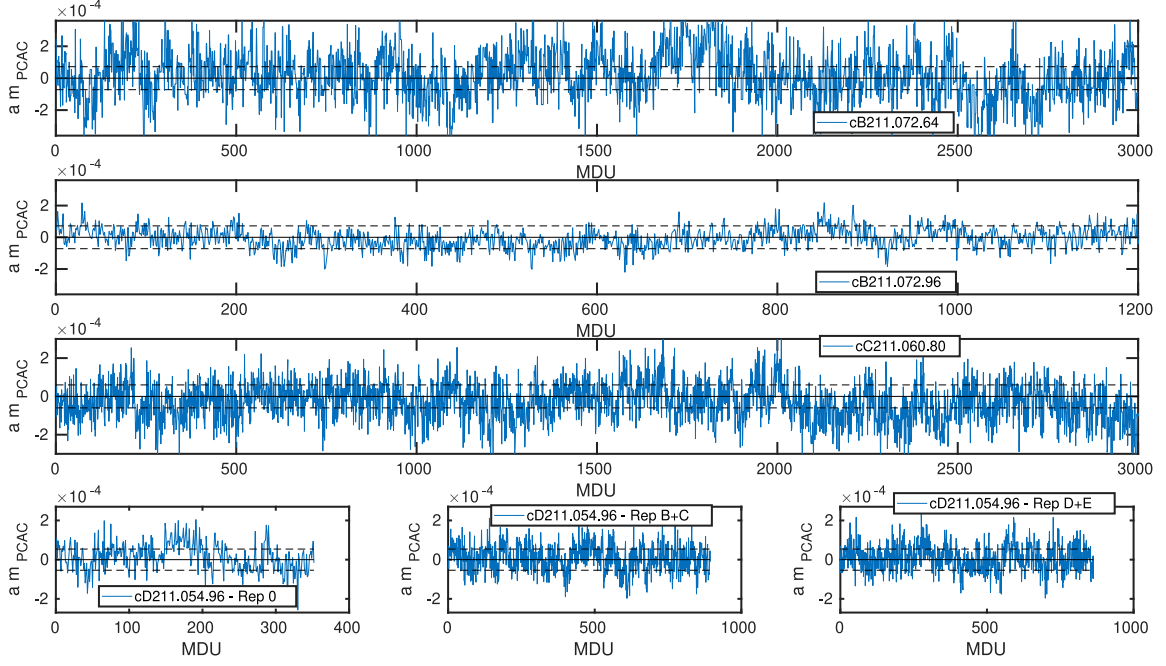 ×10⁻⁴
a m PCAC
2
0
-2
0 500 1000 1500 2000 2500 3000
MDU
cB211.072.64
×10⁻⁴
a m PCAC
2
0
-2
0 200 400 600 800 1000 1200
MDU
cB211.072.96
×10⁻⁴
a m PCAC
2
0
-2
0 500 1000 1500 2000 2500 3000
MDU
cC211.060.80
×10⁻⁴
a m PCAC
2
0
-2
0 100 200 300 400
MDU
cD211.054.96 - Rep 0
×10⁻⁴
a m PCAC
2
0
-2
0 500 1000
MDU
cD211.054.96 - Rep B+C
×10⁻⁴
a m PCAC
2
0
-2
0 500 1000
MDU
cD211.054.96 - Rep D+E